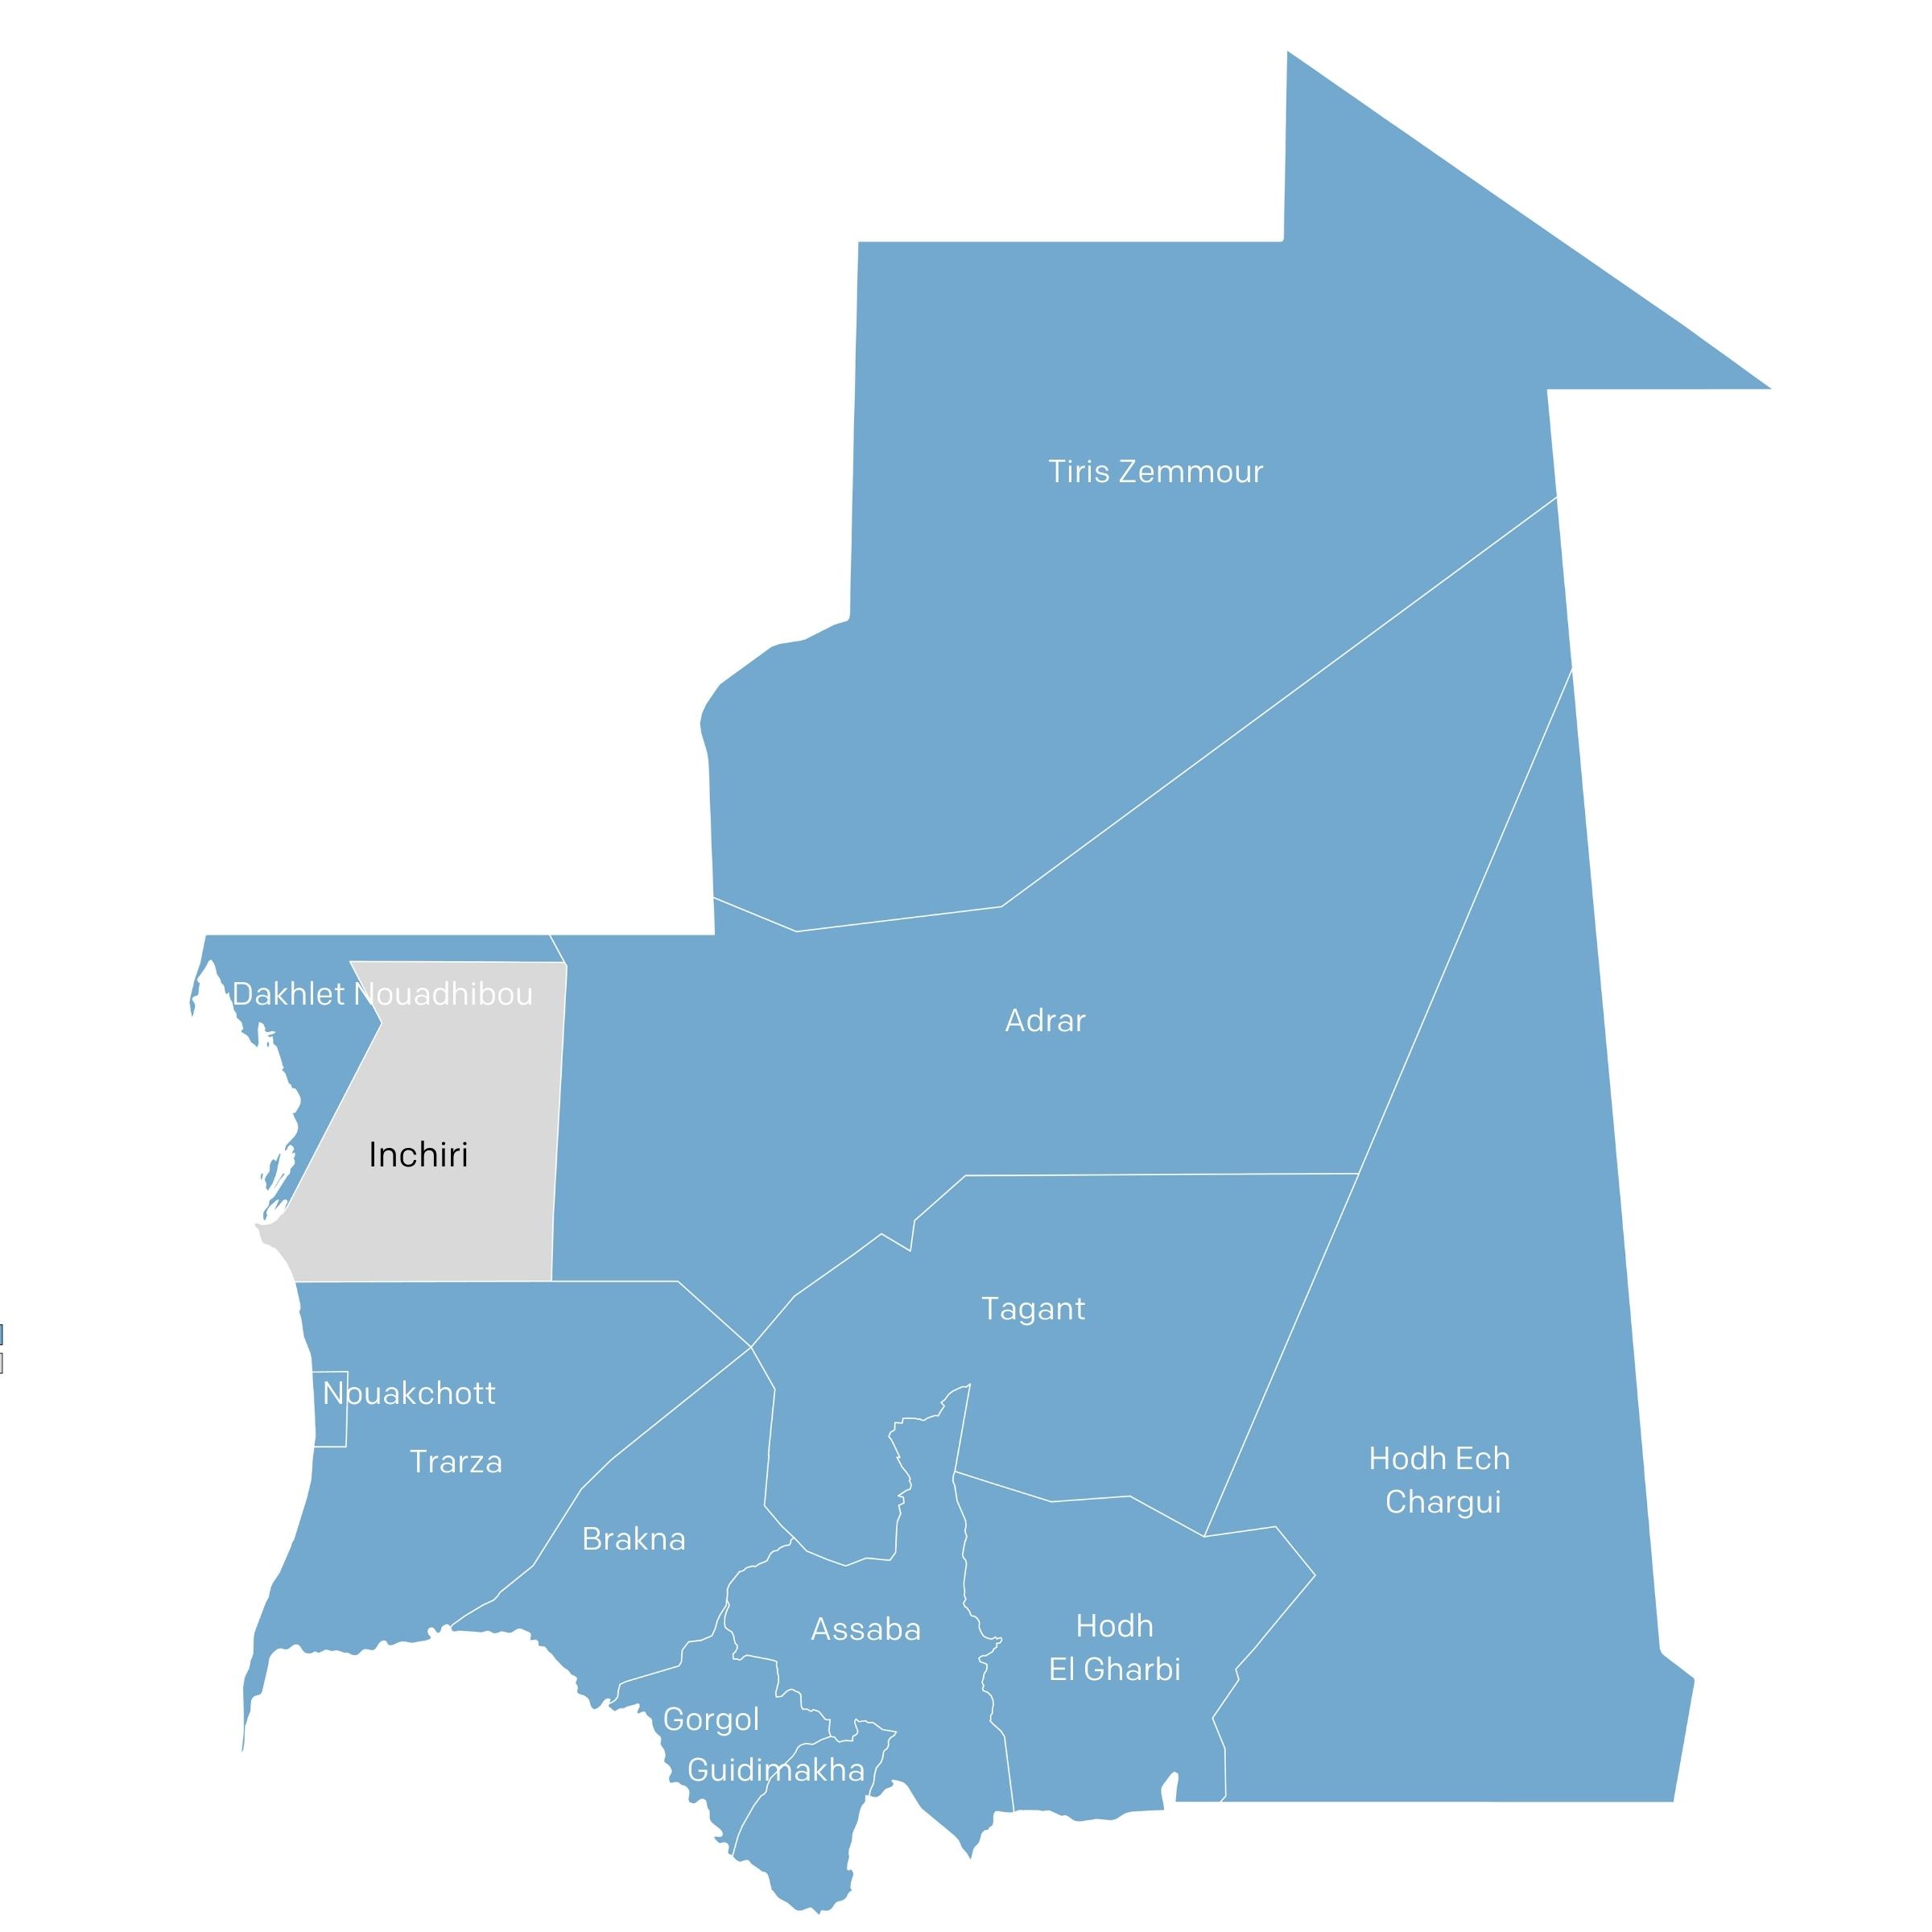 Tiris Zemmour
Dakhlet Nouadhibou
Adrar
Inchiri
Tagant
Nouakchott
Trarza
Hodh Ech
Chargui
Brakna
Assaba
Hodh
El Gharbi
Gorgol
Guidimakha